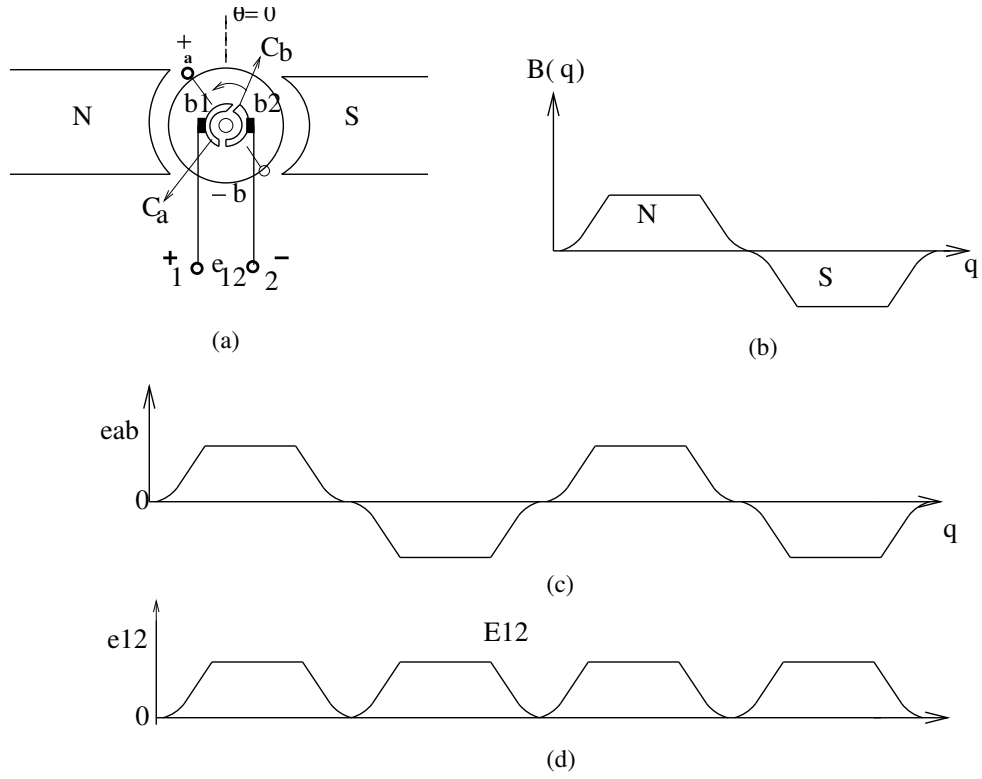 θ= 0
+
a
C b
N
b1
b2
S
C a
– b
+
1
e 12
–
2
(a)
B( q)
N
S
q
(b)
eab
0
q
(c)
e12
E12
0
(d)